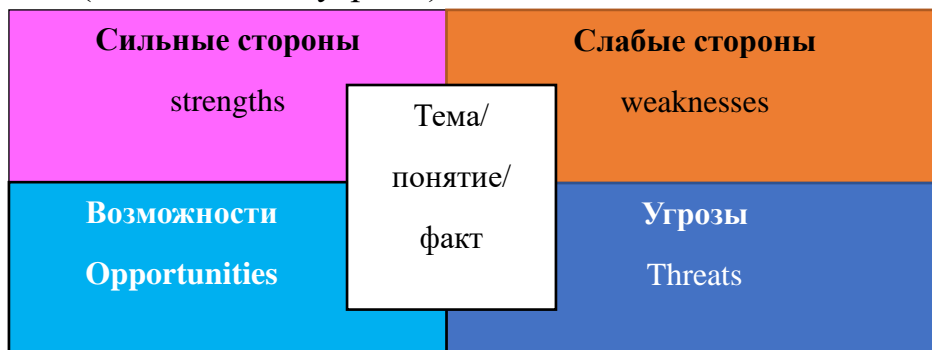 Сильные стороны
strengths
Слабые стороны
weaknesses
Тема/
понятие/
факт
Возможности
Opportunities
Угрозы
Threats